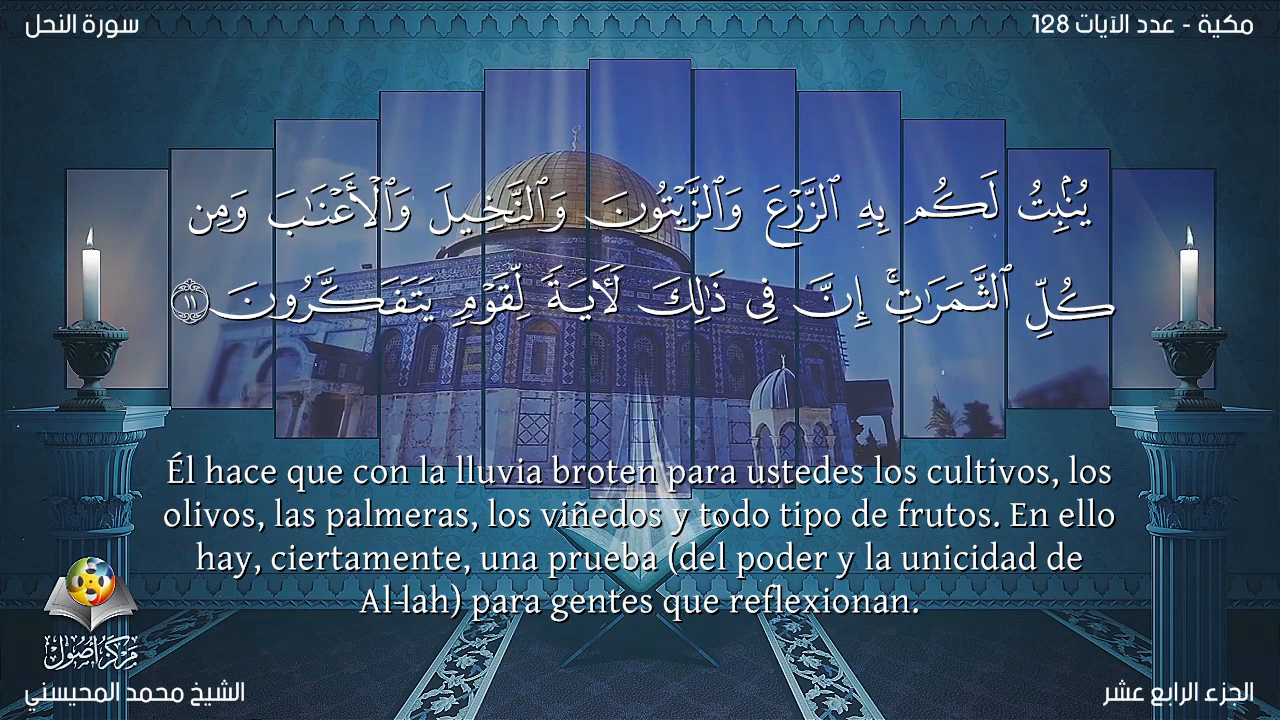 سورة النحل
مكية - عدد الآيات 128
يُنۢبِتُ لَكُم بِهِ ٱلزَّرْعَ وَٱلزَّيْتُونَ وَٱلنَّخِيلَ وَٱلْأَعْنَٰبَ وَمِن
كُلِّ ٱلثَّمَرَٰتِ ۗ إِنَّ فِى ذَٰلِكَ لَءَايَةً لِّقَوْمٍ يَتَفَكَّرُونَ ١١
Él hace que con la lluvia broten para ustedes los cultivos, los
olivos, las palmeras, los viñedos y todo tipo de frutos. En ello
hay, ciertamente, una prueba (del poder y la unicidad de
Al-lah) para gentes que reflexionan.
مركز أصول
الشيخ محمد المحيسني
الجزء الرابع عشر